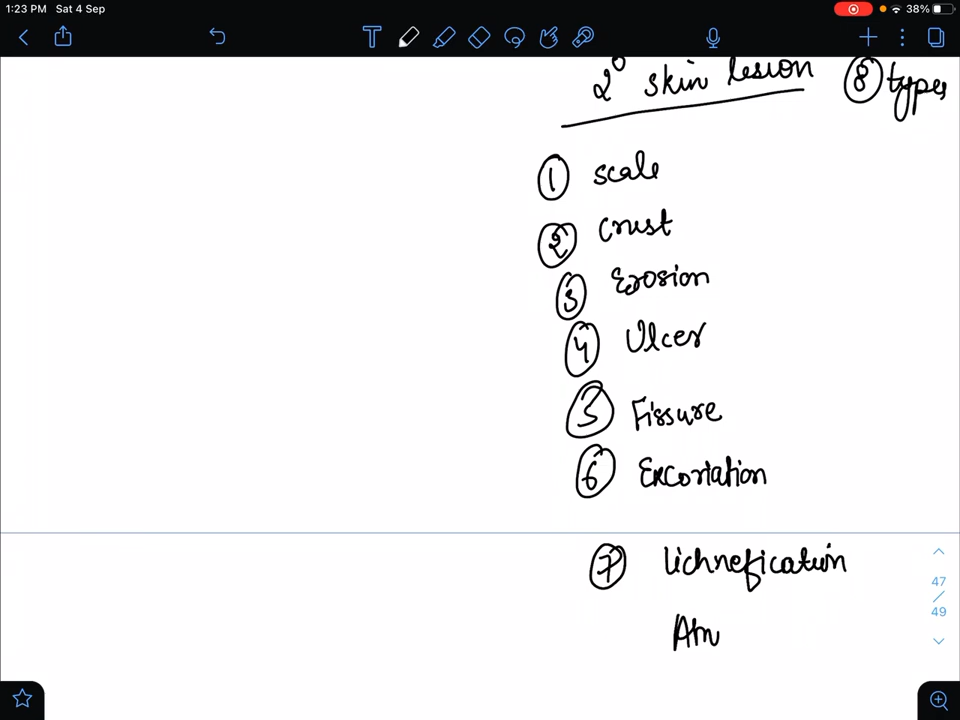 1:23 PM Sat 4 Sep
38%
T
2° skin lesion 8 types
1 scale
2 Crust
3 Erosion
4 Ulcer
5 Fissure
6 Excoriation
7 lichnefication
47
/
49
Atn